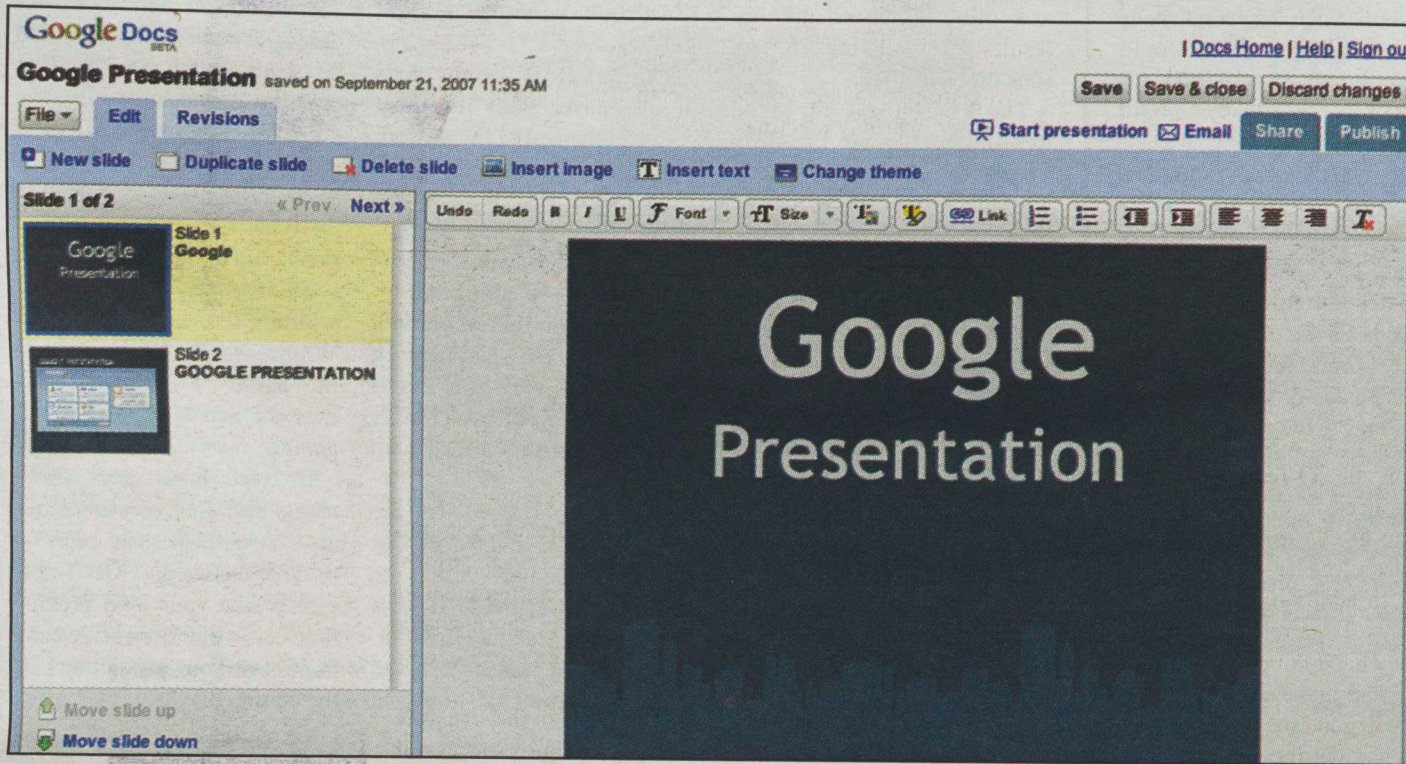 Google Docs
BETA
| Docs Home | Help | Sign ou
Google Presentation saved on September 21, 2007 11:35 AM
Save Save & close Discard changes
File Edit Revisions
Start presentation Email Share Publish
New slide Duplicate slide Delete slide Insert image Insert text Change theme
Slide 1 of 2 « Prev Next »
Undo Redo B I U F Font T Size Link
Slide 1
Google
Google
Presentation
Slide 2
GOOGLE PRESENTATION
Move slide up
Move slide down
Google
Presentation